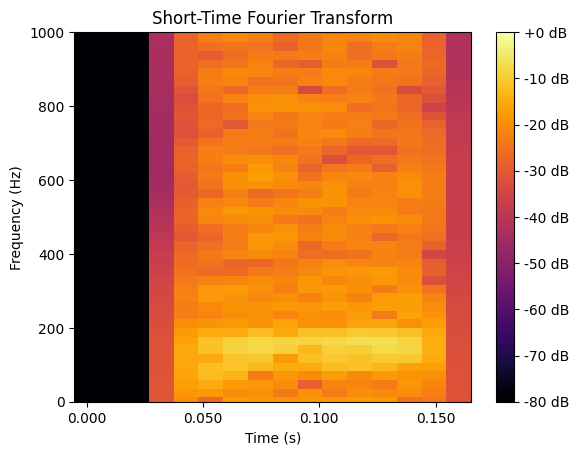 Short-Time Fourier Transform
1000
800
600
400
200
0
Frequency (Hz)
0.000
0.050
0.100
0.150
Time (s)
+0 dB
-10 dB
-20 dB
-30 dB
-40 dB
-50 dB
-60 dB
-70 dB
-80 dB